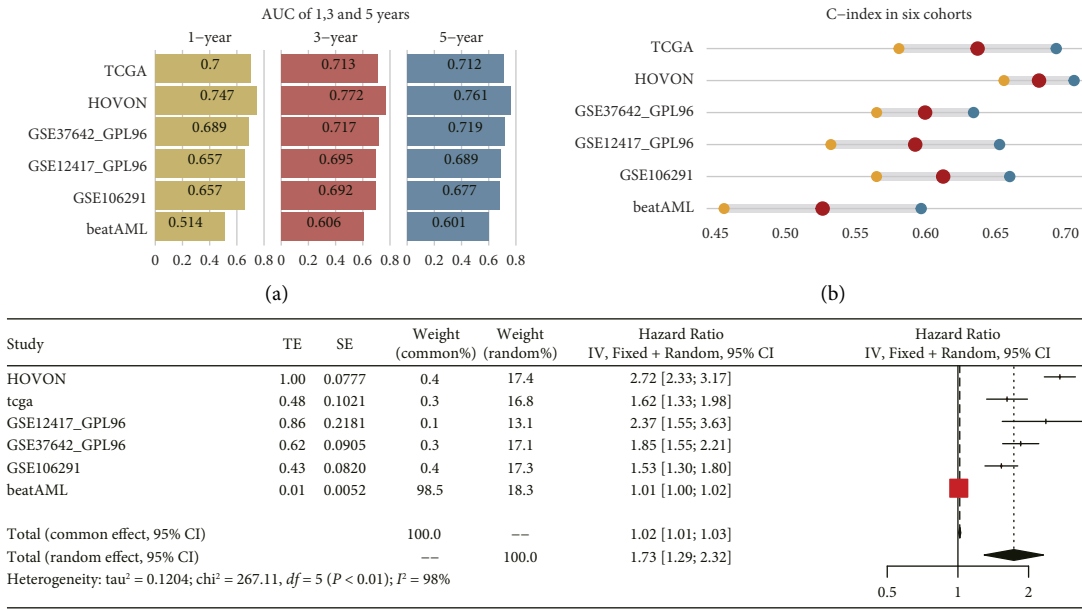 AUC of 1,3 and 5 years
1−year 3−year 5−year
TCGA 0.7 0.713 0.712
HOVON 0.747 0.772 0.761
GSE37642_GPL96 0.689 0.717 0.719
GSE12417_GPL96 0.657 0.695 0.689
GSE106291 0.657 0.692 0.677
beatAML 0.514 0.606 0.601
0 0.2 0.4 0.6 0.8 0 0.2 0.4 0.6 0.8 0 0.2 0.4 0.6 0.8
(a)
C−index in six cohorts
TCGA
HOVON
GSE37642_GPL96
GSE12417_GPL96
GSE106291
beatAML
0.45 0.50 0.55 0.60 0.65 0.70
(b)
Study TE SE Weight (common%) Weight (random%) Hazard Ratio IV, Fixed + Random, 95% CI Hazard Ratio IV, Fixed + Random, 95% CI
HOVON 1.00 0.0777 0.4 17.4 2.72 [2.33; 3.17]
tcga 0.48 0.1021 0.3 16.8 1.62 [1.33; 1.98]
GSE12417_GPL96 0.86 0.2181 0.1 13.1 2.37 [1.55; 3.63]
GSE37642_GPL96 0.62 0.0905 0.3 17.1 1.85 [1.55; 2.21]
GSE106291 0.43 0.0820 0.4 17.3 1.53 [1.30; 1.80]
beatAML 0.01 0.0052 98.5 18.3 1.01 [1.00; 1.02]
Total (common effect, 95% CI) 100.0 −− 1.02 [1.01; 1.03]
Total (random effect, 95% CI) −− 100.0 1.73 [1.29; 2.32]
Heterogeneity: tau² = 0.1204; chi² = 267.11, df = 5 (P < 0.01); I² = 98%
0.5 1 2